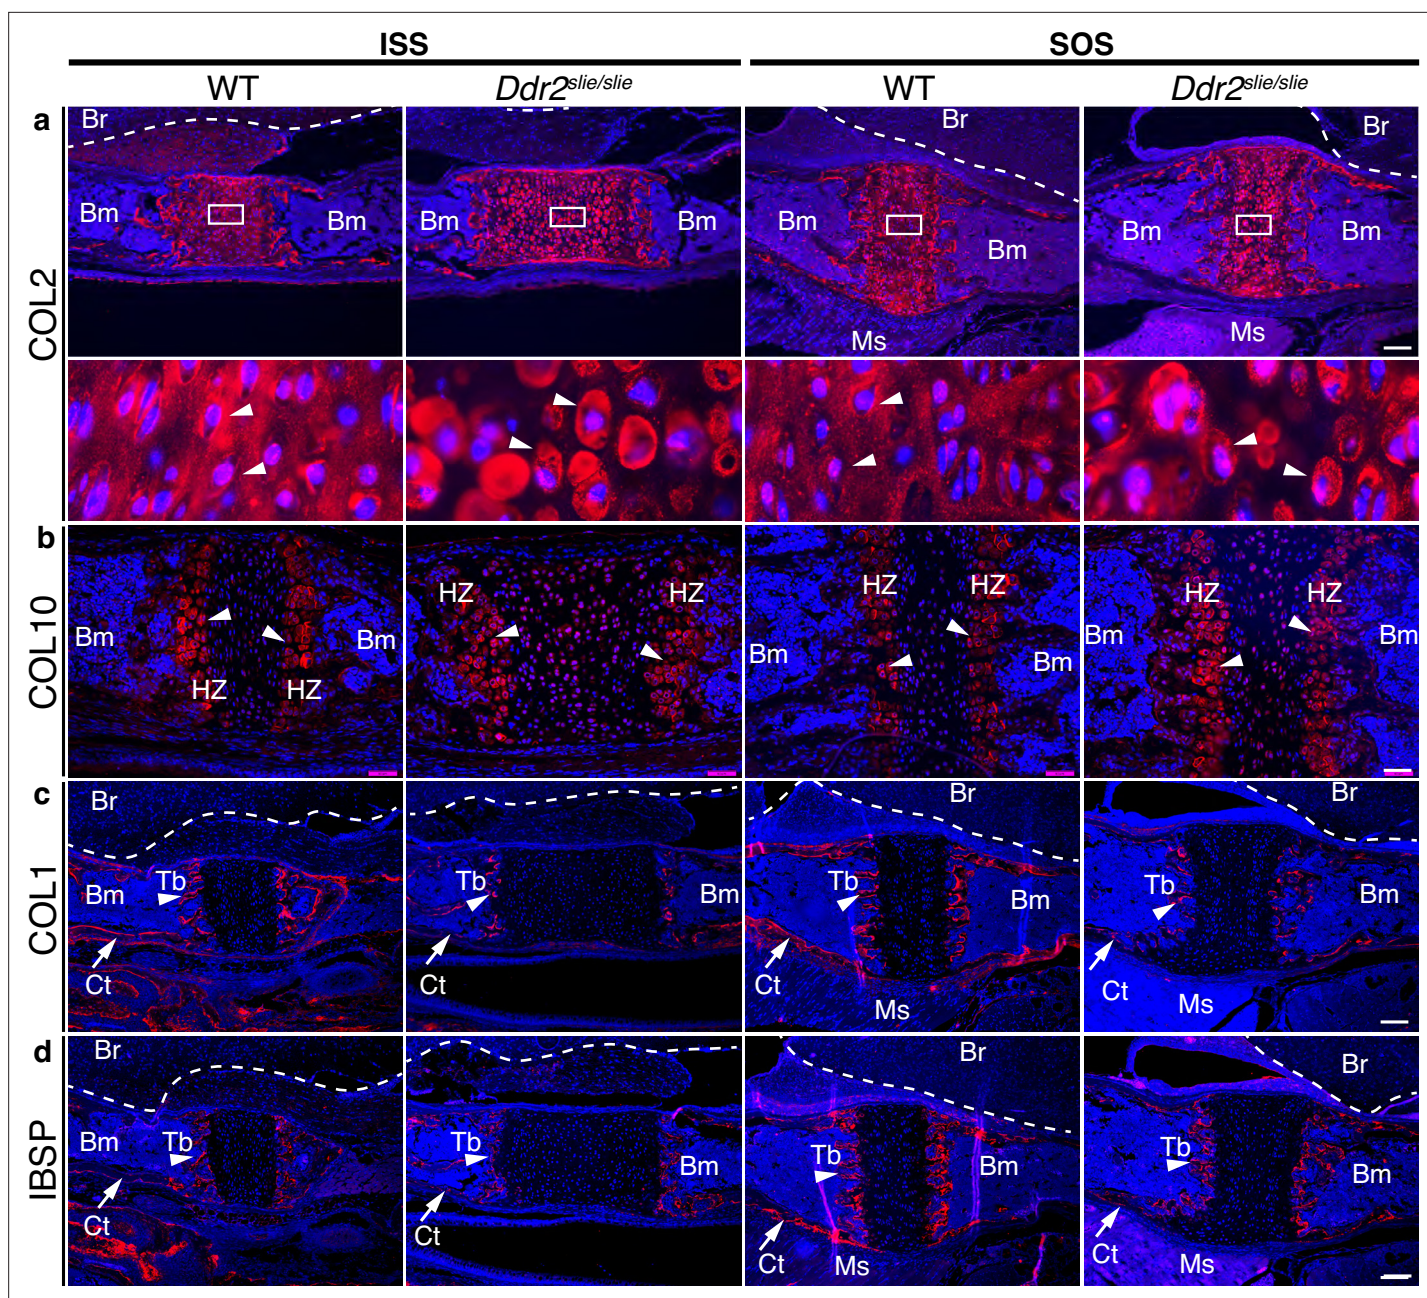 ISS SOS
WT Ddr2slie/slie WT Ddr2slie/slie
a Br Br Br
Bm Bm Bm Bm Bm Bm Bm
COL2
Ms Ms
b
COL10
HZ HZ HZ HZ HZ HZ
Bm Bm Bm Bm Bm Bm
HZ HZ
c Br Br Br
COL1
Tb Tb Tb Tb
Bm Bm Bm Bm
Ct Ct Ct Ct
Ms Ms
d Br Br Br
IBSP
Bm Tb Tb Bm Tb Bm Tb Bm
Ct Ct Ct Ct
Ms Ms